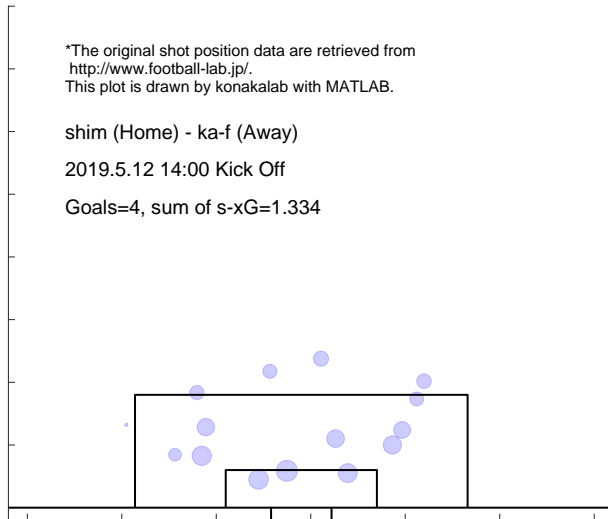 *The original shot position data are retrieved from
http://www.football-lab.jp/.
This plot is drawn by konakalab with MATLAB.
shim (Home) - ka-f (Away)
2019.5.12 14:00 Kick Off
Goals=4, sum of s-xG=1.334